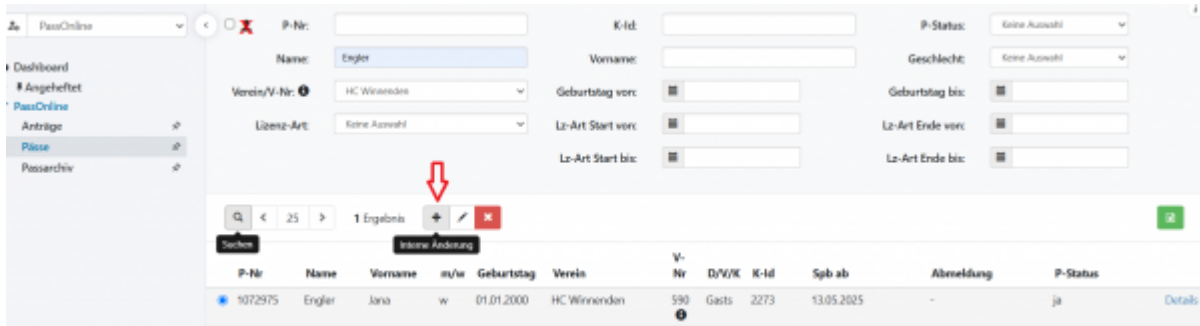 PassOnline
P-Nr:
K-Id:
P-Status: Keine Auswahl
Name: Engler
Vorname:
Geschlecht: Keine Auswahl
Dashboard
Angeheftet
PassOnline
Anträge
Pässe
Passarchiv
Verein/V-Nr: HC Winnenden
Geburtstag von:
Geburtstag bis:
Lizenz-Art: Keine Auswahl
Lz-Art Start von:
Lz-Art Ende von:
Lz-Art Start bis:
Lz-Art Ende bis:
25
1 Ergebnis
Suchen
Interne Änderung
P-Nr Name Vorname m/w Geburtstag Verein V-Nr D/V/K K-Id Spb ab Abmeldung P-Status
1072975 Engler Jana w 01.01.2000 HC Winnenden 590 Gasts 2273 13.05.2025 - ja Details